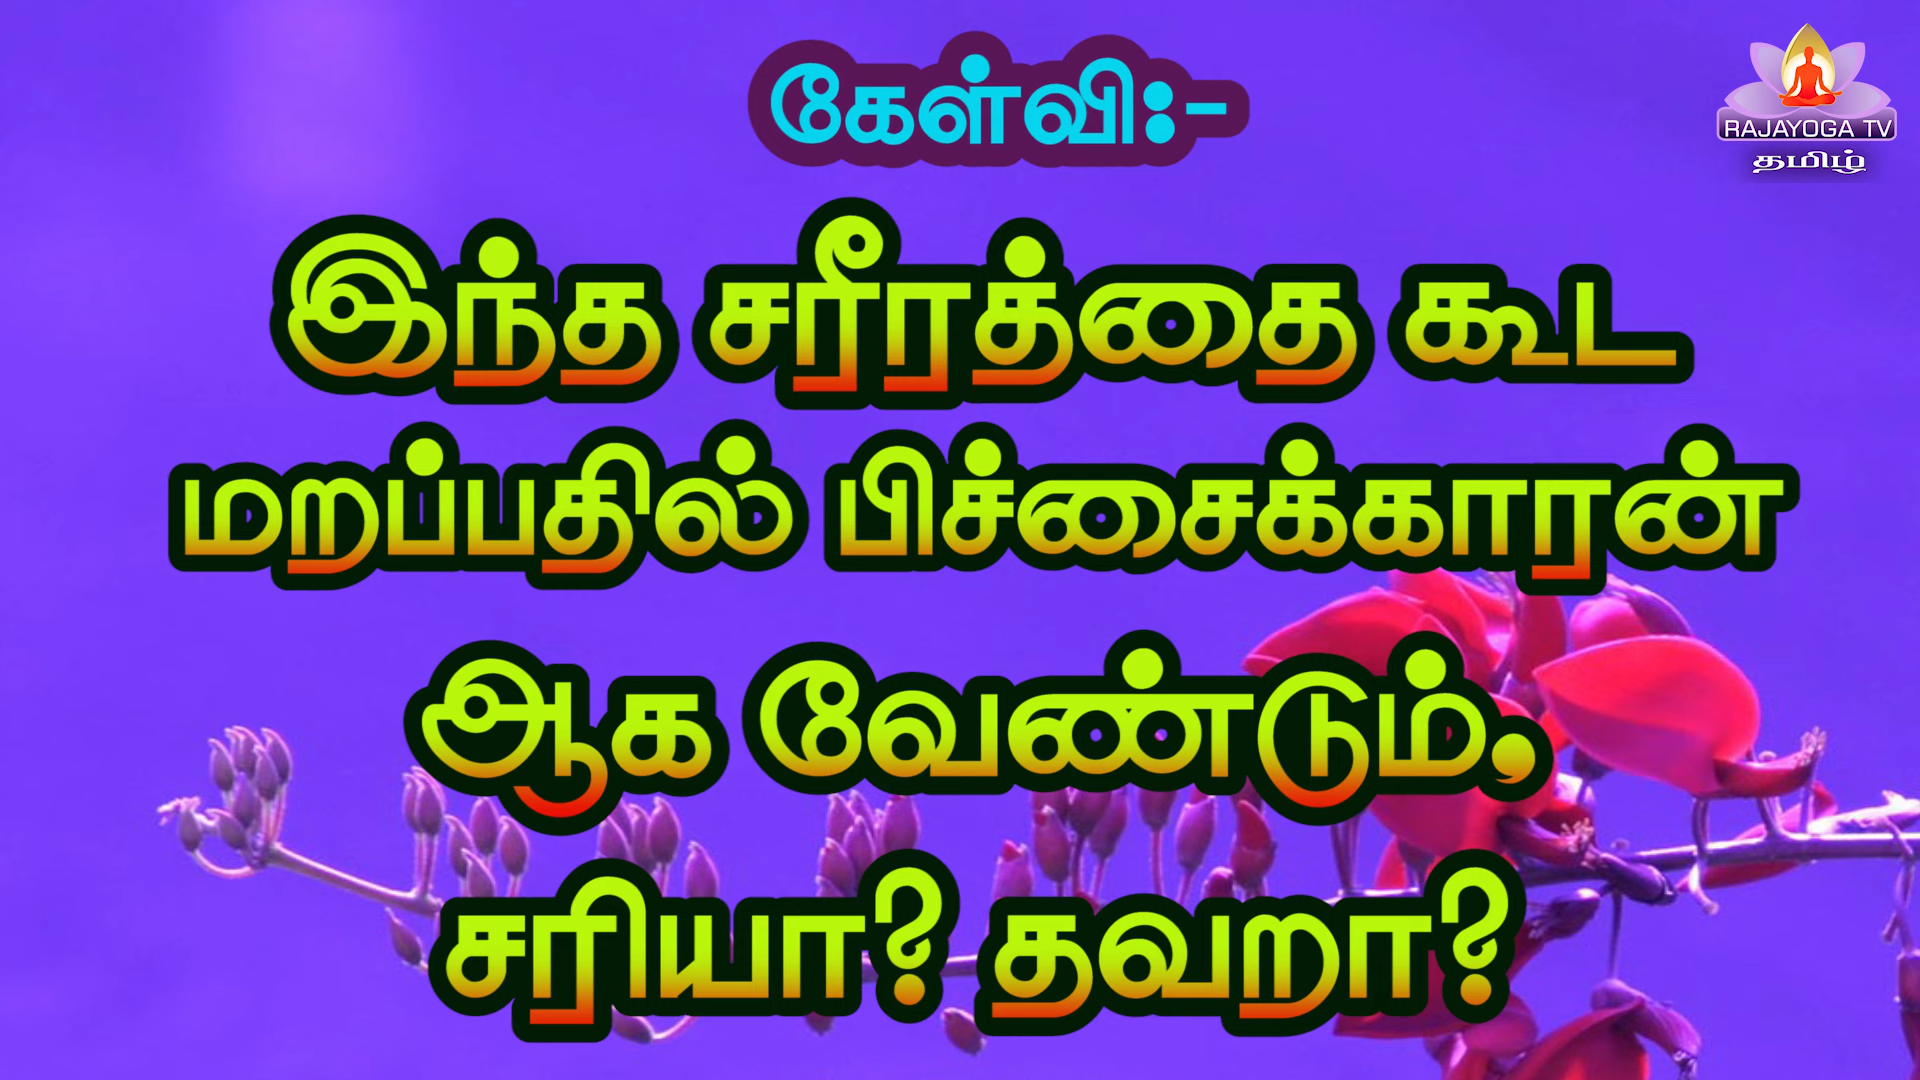 கேள்வி:-
RAJAYOGA TV
தமிழ்
இந்த சரீரத்தை கூட
மறப்பதில் பிச்சைக்காரன்
ஆக வேண்டும்,
சரியா? தவறா?